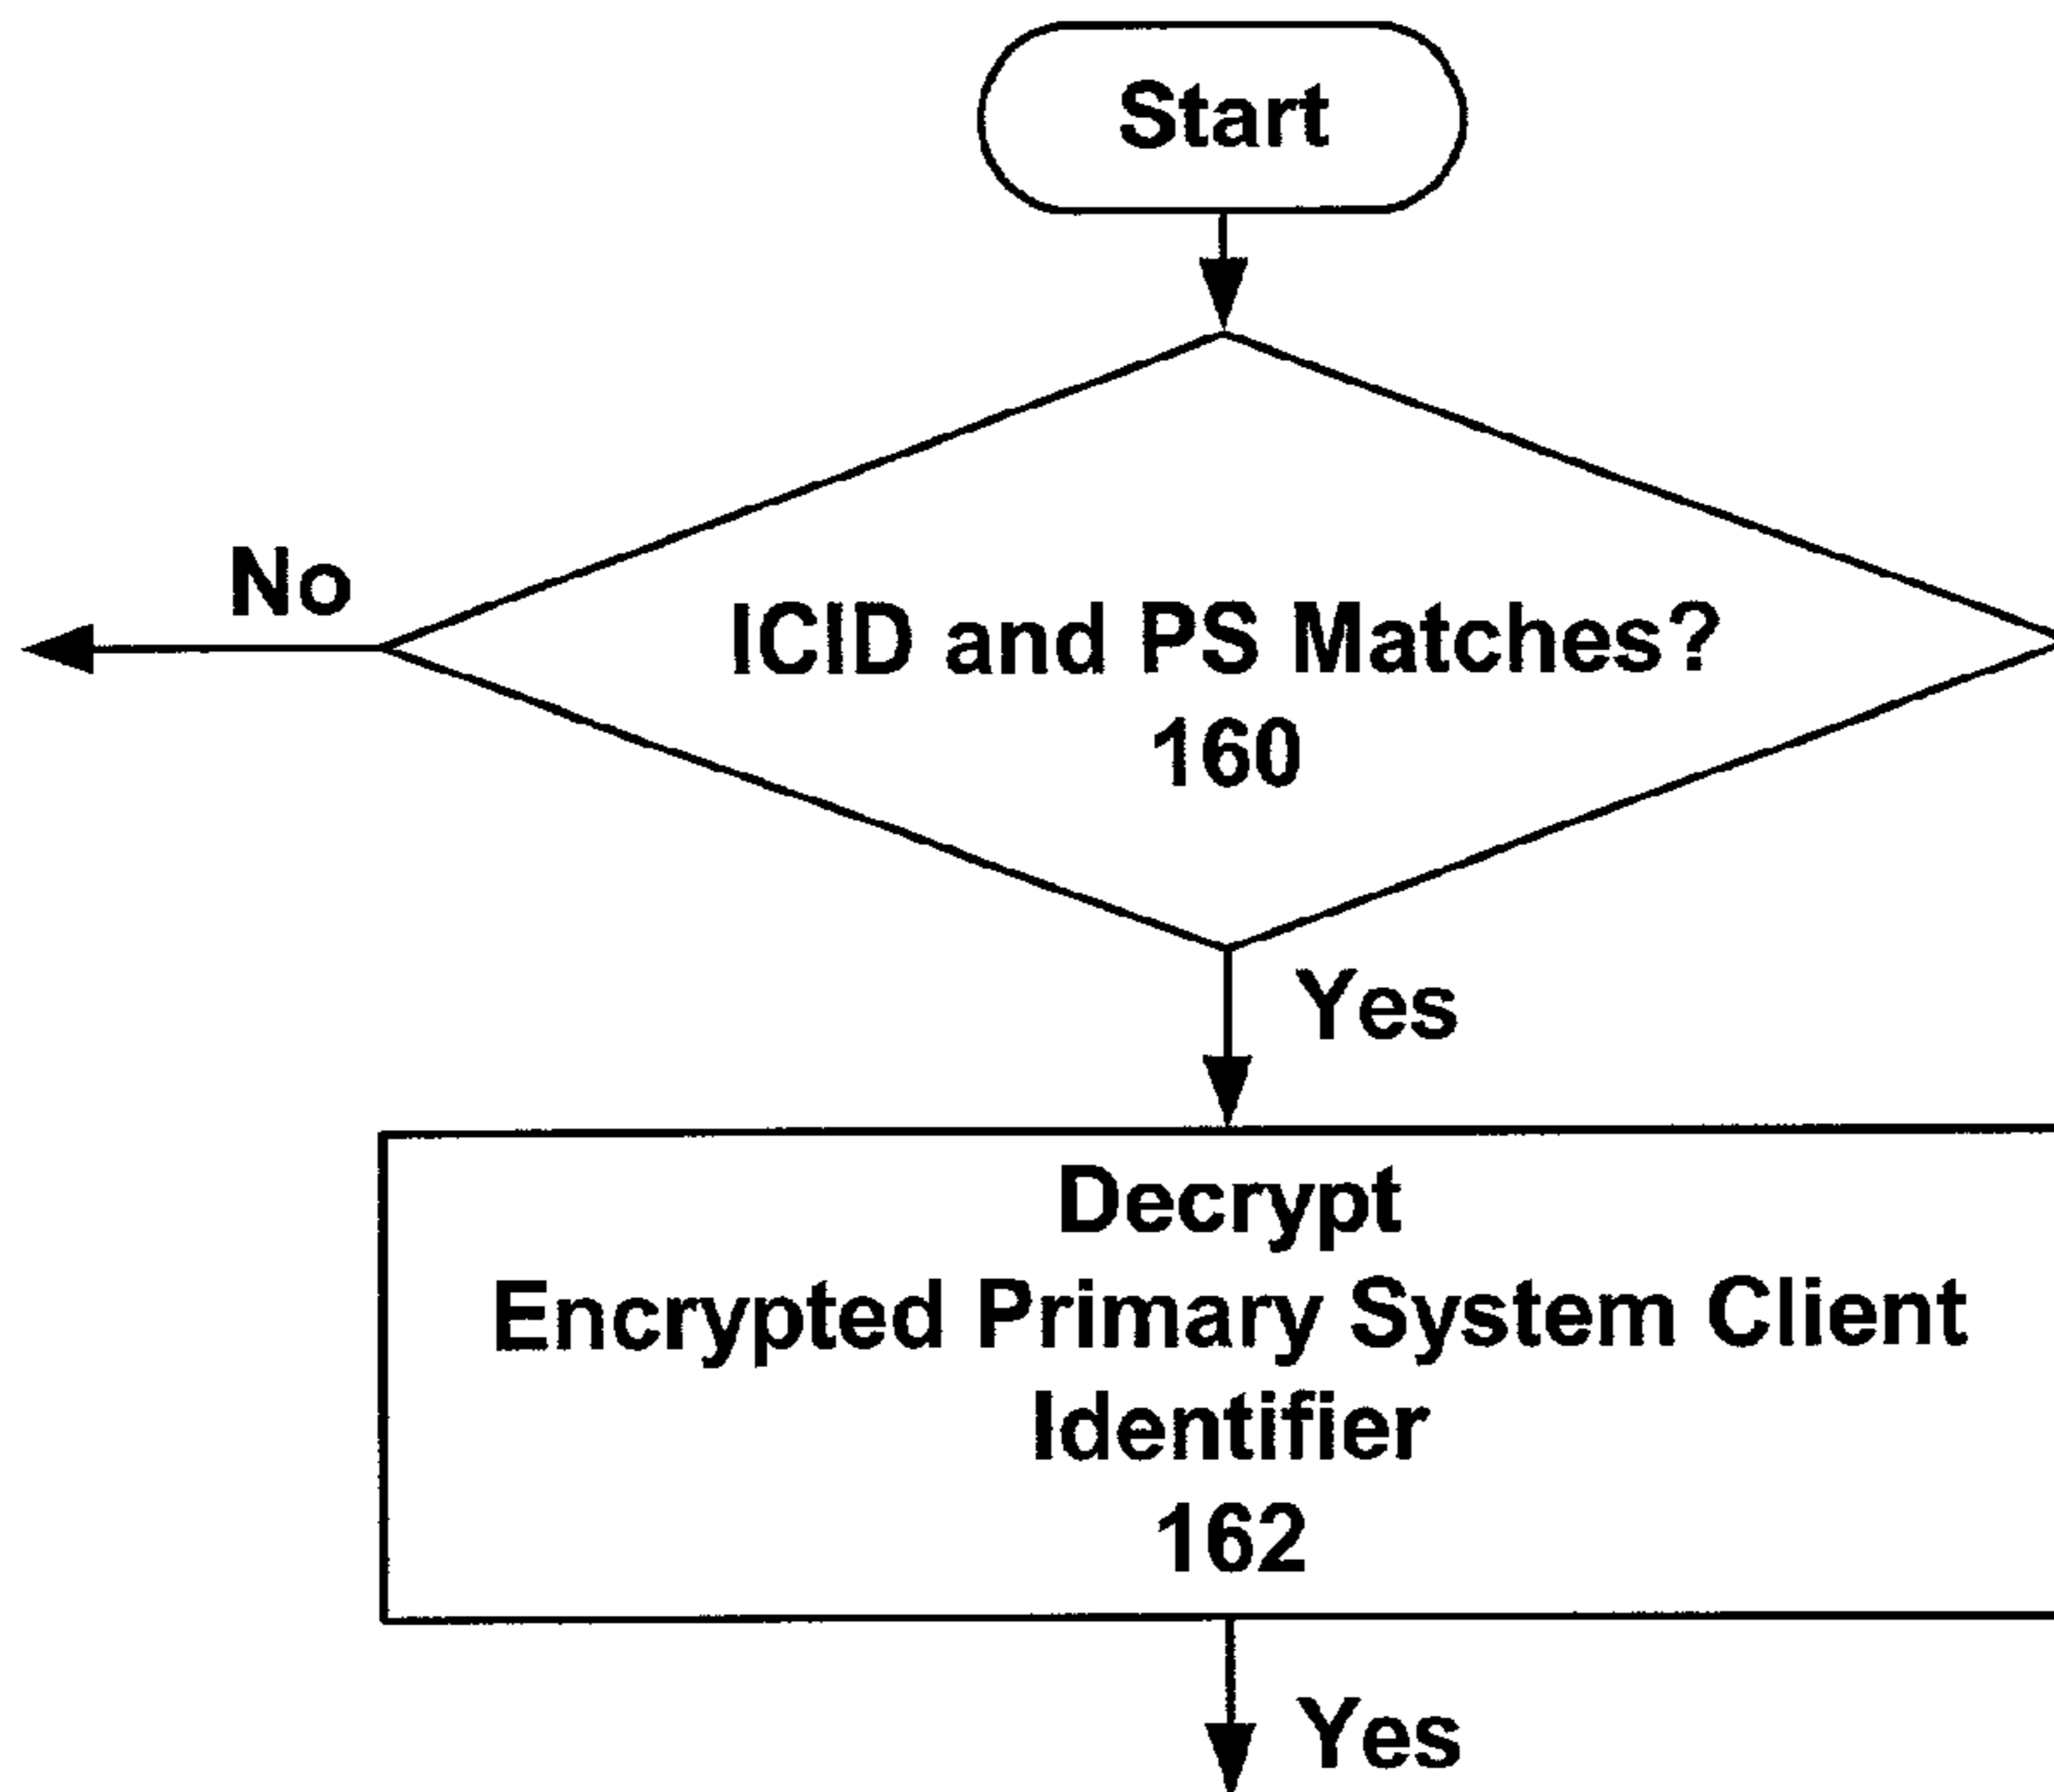 Start
No
ICID and PS Matches?
160
Yes
Decrypt
Encrypted Primary System Client
Identifier
162
Yes